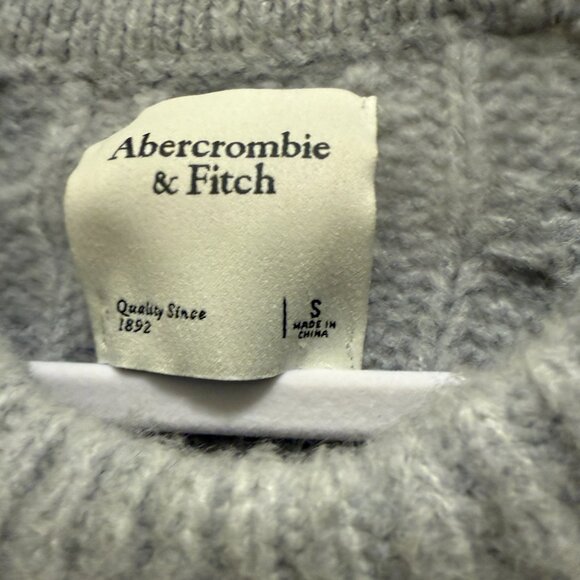 Abercrombie
& Fitch
Quality Since
1892
S
MADE IN
CHINA